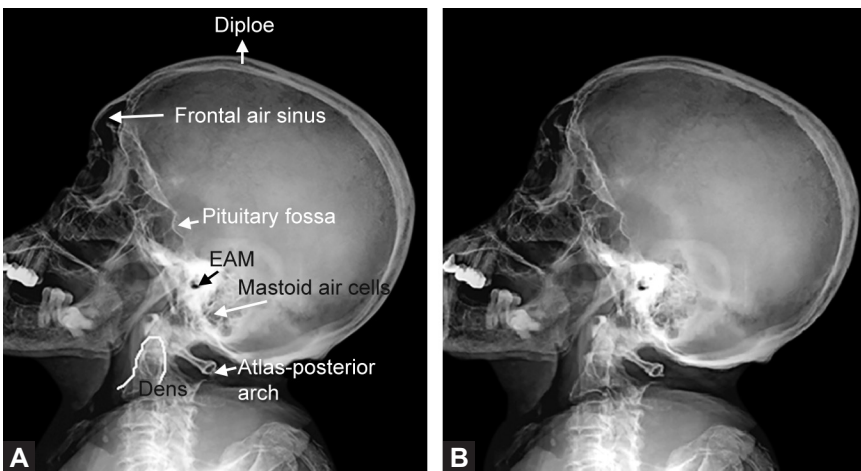 Diploe
Frontal air sinus
Pituitary fossa
EAM
Mastoid air cells
Atlas-posterior
arch
Dens
A
B